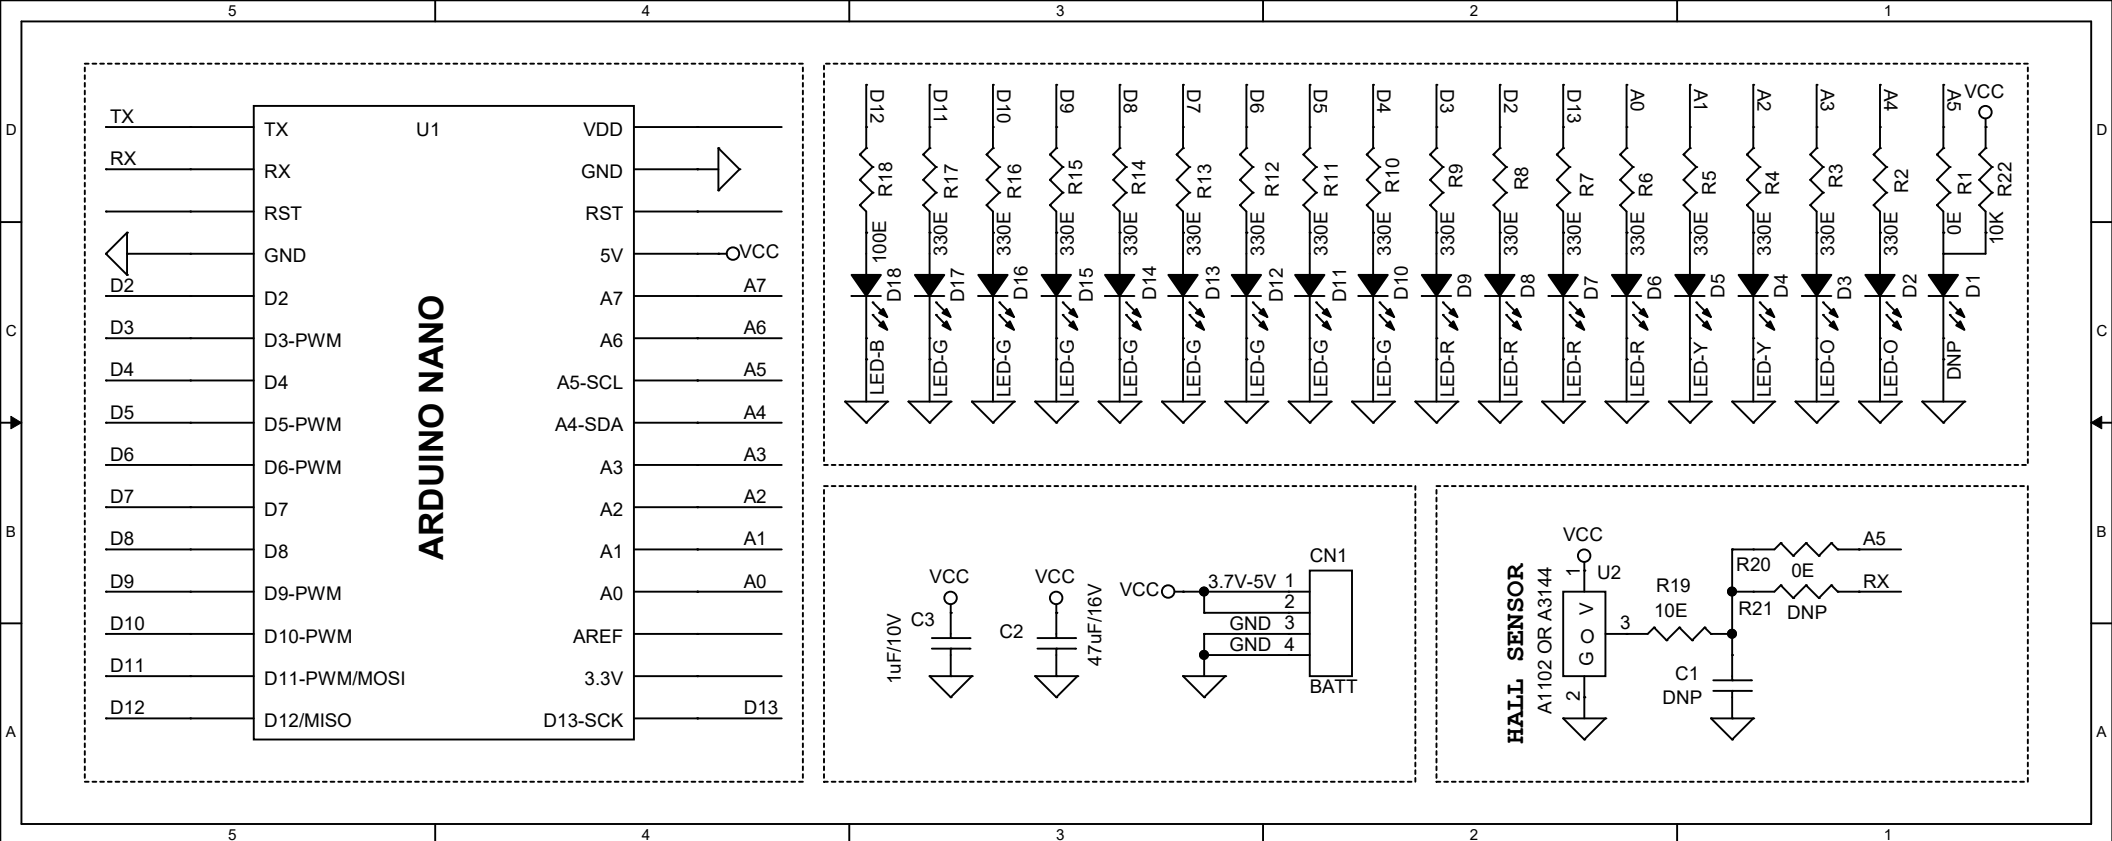 5 4 3 2 1
D
C
B
A
TX
RX
D2
D3
D4
D5
D6
D7
D8
D9
D10
D11
D12
U1
ARDUINO NANO
TX
RX
RST
GND
D2
D3-PWM
D4
D5-PWM
D6-PWM
D7
D8
D9-PWM
D10-PWM
D11-PWM/MOSI
D12/MISO
VDD
GND
RST
5V
A7
A6
A5-SCL
A4-SDA
A3
A2
A1
A0
AREF
3.3V
D13-SCK
VCC
A7
A6
A5
A4
A3
A2
A1
A0
D13
D12 D11 D10 D9 D8 D7 D6 D5 D4 D3 D2 D13 A0 A1 A2 A3 A4 A5 VCC
R18 R17 R16 R15 R14 R13 R12 R11 R10 R9 R8 R7 R6 R5 R4 R3 R2 R1 R22
100E 330E 330E 330E 330E 330E 330E 330E 330E 330E 330E 330E 330E 330E 330E 330E 330E 0E 10K
D18 D17 D16 D15 D14 D13 D12 D11 D10 D9 D8 D7 D6 D5 D4 D3 D2 D1
LED-B LED-G LED-G LED-G LED-G LED-G LED-G LED-G LED-G LED-R LED-R LED-R LED-R LED-Y LED-Y LED-O LED-O DNP
VCC
C3
1uF/10V
VCC
C2
47uF/16V
CN1
VCC
3.7V-5V 1
2
GND 3
GND 4
BATT
HALL SENSOR
A1102 OR A3144
VCC
1
U2
G O V
2
3
R19
10E
R20
0E
A5
R21
DNP
RX
C1
DNP
D
C
B
A
5 4 3 2 1